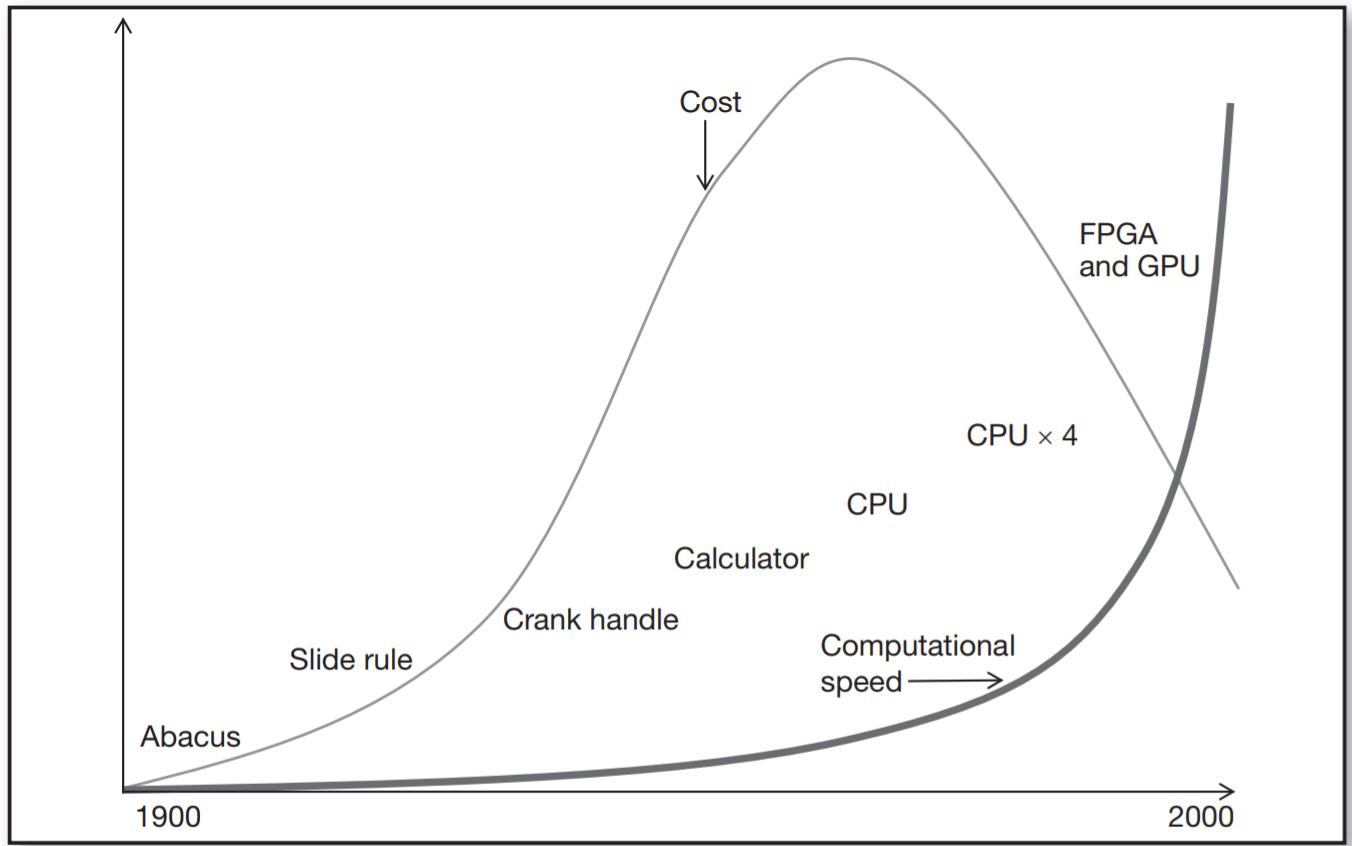 Cost
FPGA
and GPU
CPU × 4
CPU
Calculator
Crank handle
Computational
speed
Slide rule
Abacus
1900
2000